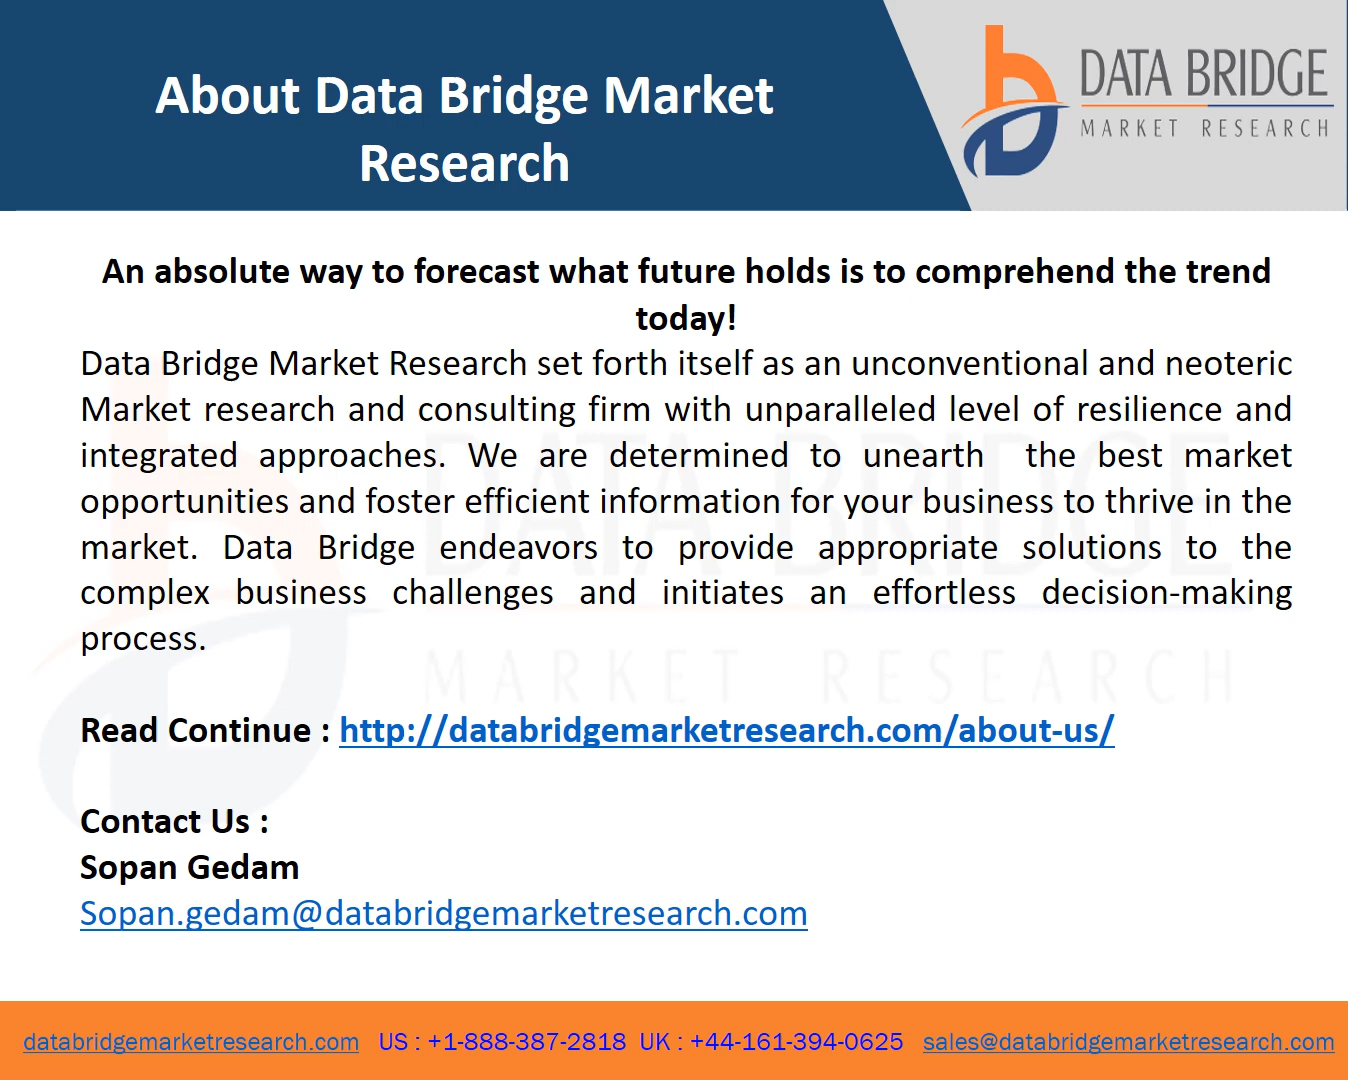 About Data Bridge Market
Research
DATA BRIDGE
MARKET RESEARCH
An absolute way to forecast what future holds is to comprehend the trend
today!
Data Bridge Market Research set forth itself as an unconventional and neoteric
Market research and consulting firm with unparalleled level of resilience and
integrated approaches. We are determined to unearth the best market
opportunities and foster efficient information for your business to thrive in the
market. Data Bridge endeavors to provide appropriate solutions to the
complex business challenges and initiates an effortless decision-making
process.
DATA BRIDGE
MARKET RESEARCH
Read Continue : http://databridgemarketresearch.com/about-us/
Contact Us :
Sopan Gedam
Sopan.gedam@databridgemarketresearch.com
databridgemarketresearch.com US : +1-888-387-2818 UK : +44-161-394-0625 sales@databridgemarketresearch.com